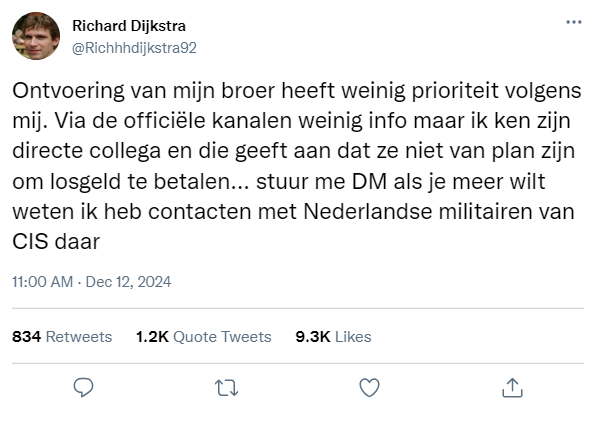 Richard Dijkstra
@Richhhdijkstra92
Ontvoering van mijn broer heeft weinig prioriteit volgens
mij. Via de officiële kanalen weinig info maar ik ken zijn
directe collega en die geeft aan dat ze niet van plan zijn
om losgeld te betalen... stuur me DM als je meer wilt
weten ik heb contacten met Nederlandse militairen van
CIS daar
11:00 AM · Dec 12, 2024
834 Retweets 1.2K Quote Tweets 9.3K Likes